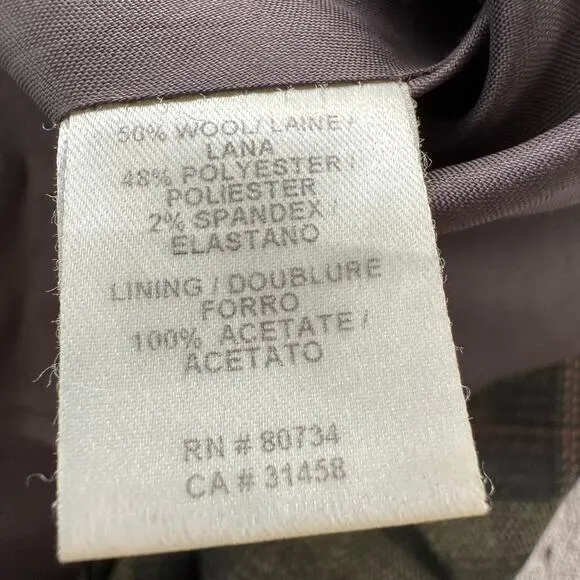 50% WOOL/ LAINE /
LANA
48% POLYESTER /
POLIESTER
2% SPANDEX /
ELASTANO
LINING / DOUBLURE
FORRO
100% ACETATE /
ACETATO
RN # 80734
CA # 31458